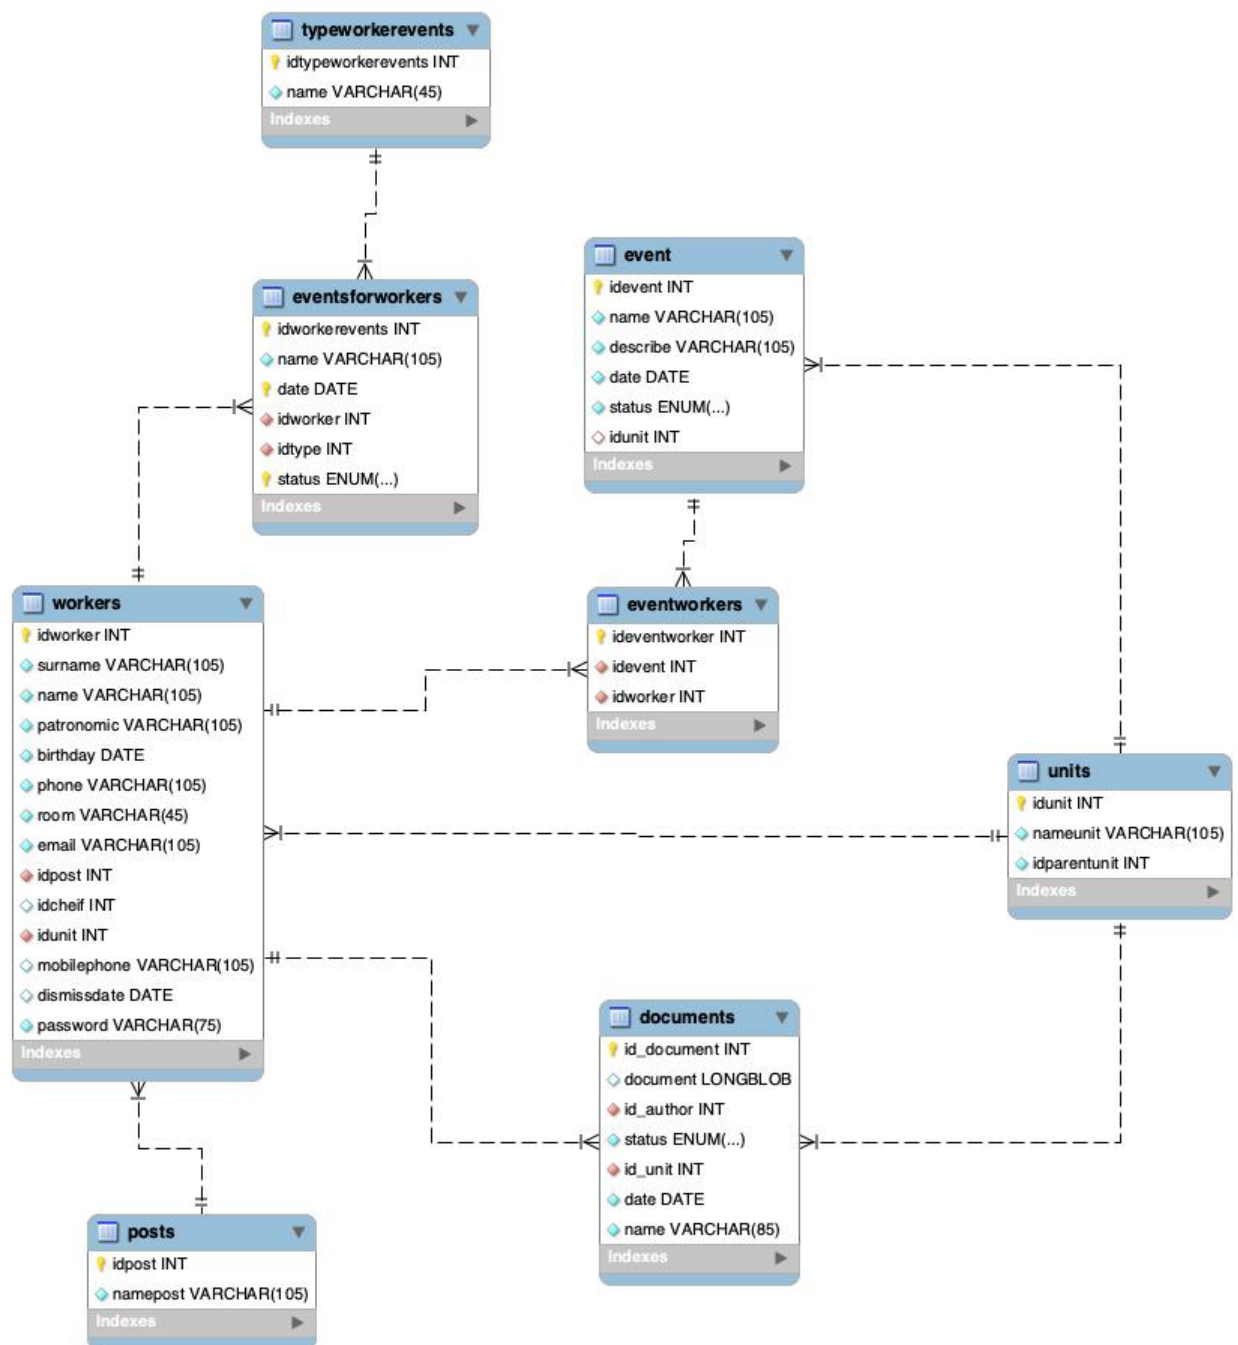 typeworkerevents
idtypeworkerevents INT
name VARCHAR(45)
Indexes
eventsforworkers
idworkerevents INT
name VARCHAR(105)
date DATE
idworker INT
idtype INT
status ENUM(...)
Indexes
event
idevent INT
name VARCHAR(105)
describe VARCHAR(105)
date DATE
status ENUM(...)
idunit INT
Indexes
workers
idworker INT
surname VARCHAR(105)
name VARCHAR(105)
patronomic VARCHAR(105)
birthday DATE
phone VARCHAR(105)
room VARCHAR(45)
email VARCHAR(105)
idpost INT
idcheif INT
idunit INT
mobilephone VARCHAR(105)
dismissdate DATE
password VARCHAR(75)
Indexes
eventworkers
ideventworker INT
idevent INT
idworker INT
Indexes
units
idunit INT
nameunit VARCHAR(105)
idparentunit INT
Indexes
documents
id_document INT
document LONGBLOB
id_author INT
status ENUM(...)
id_unit INT
date DATE
name VARCHAR(85)
Indexes
posts
idpost INT
namepost VARCHAR(105)
Indexes